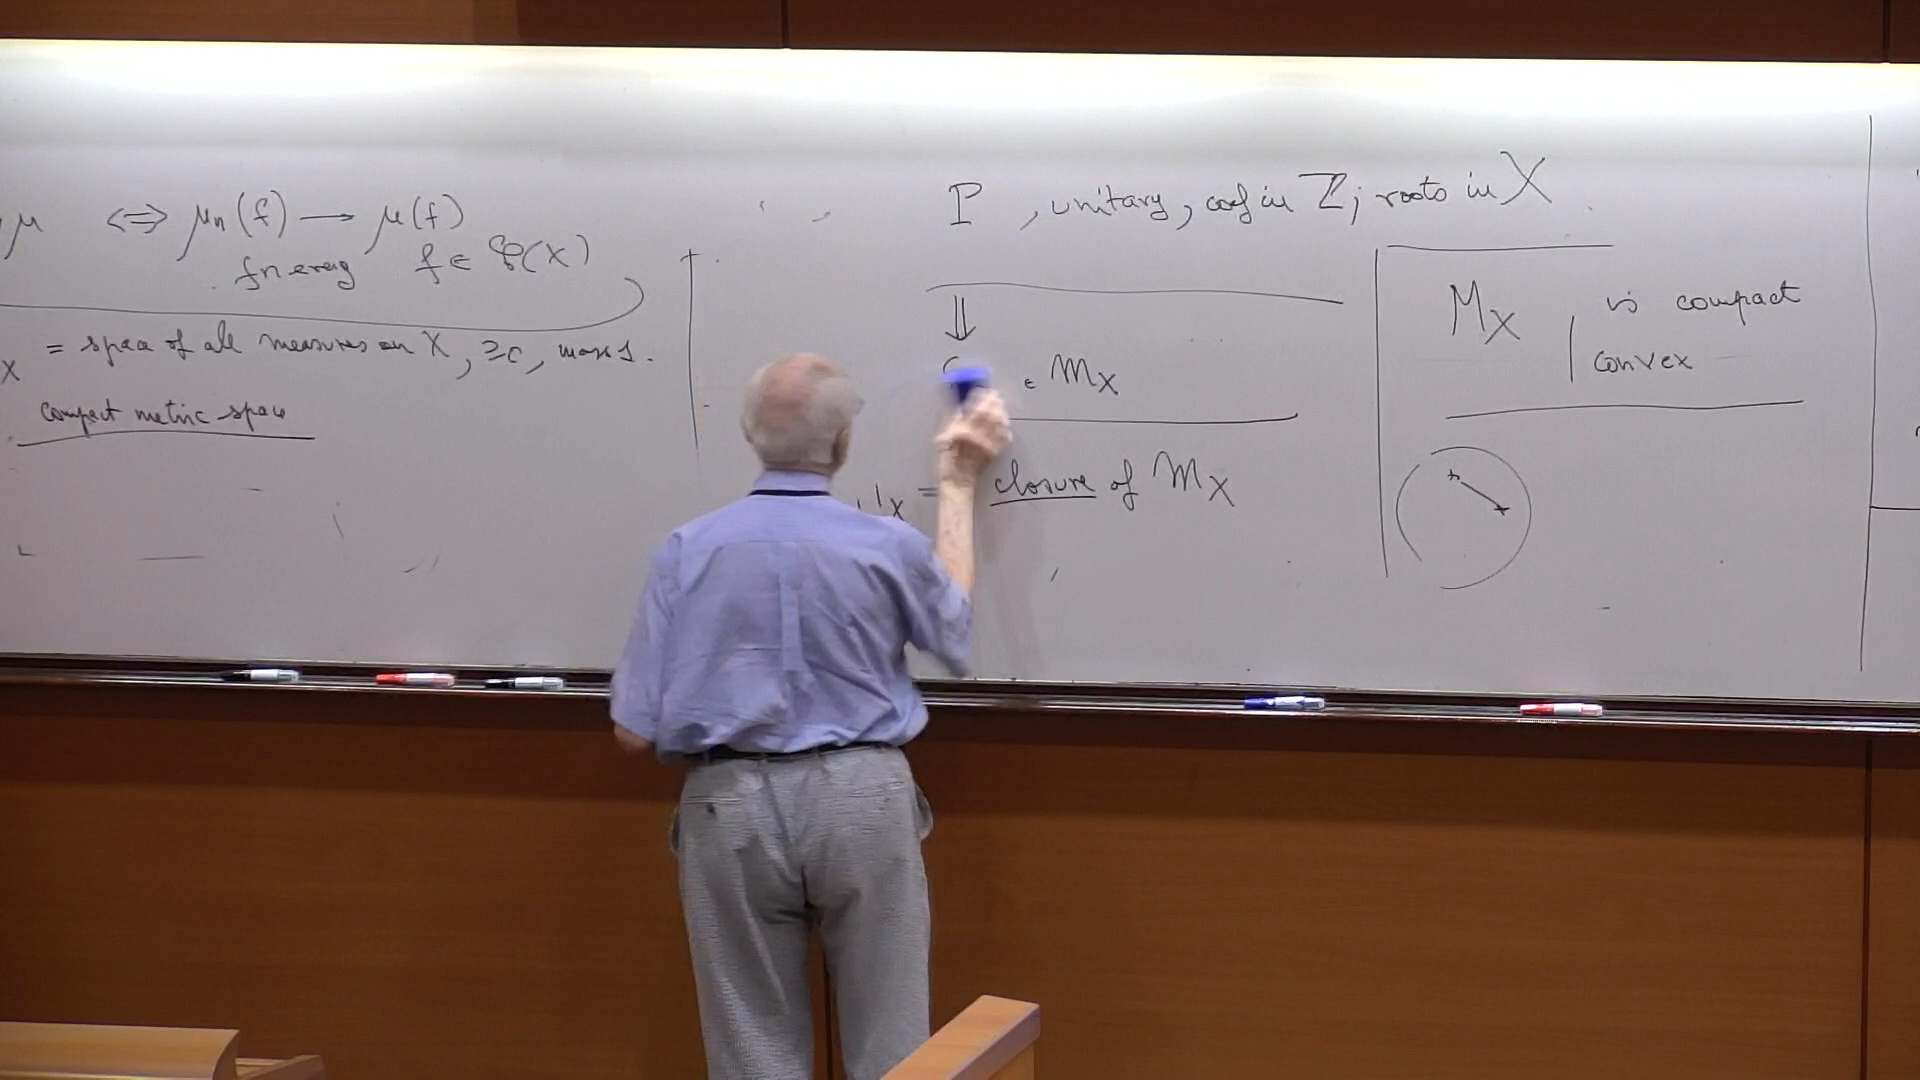 μ ⟺ μn(f) → μ(f)
for every f ∈ C(X)
X = space of all measures on X, ≥0, mass 1.
compact metric space
P, unitary, coef in Z; roots in X
⇓
∈ MX
X = closure of MX
MX is compact
convex